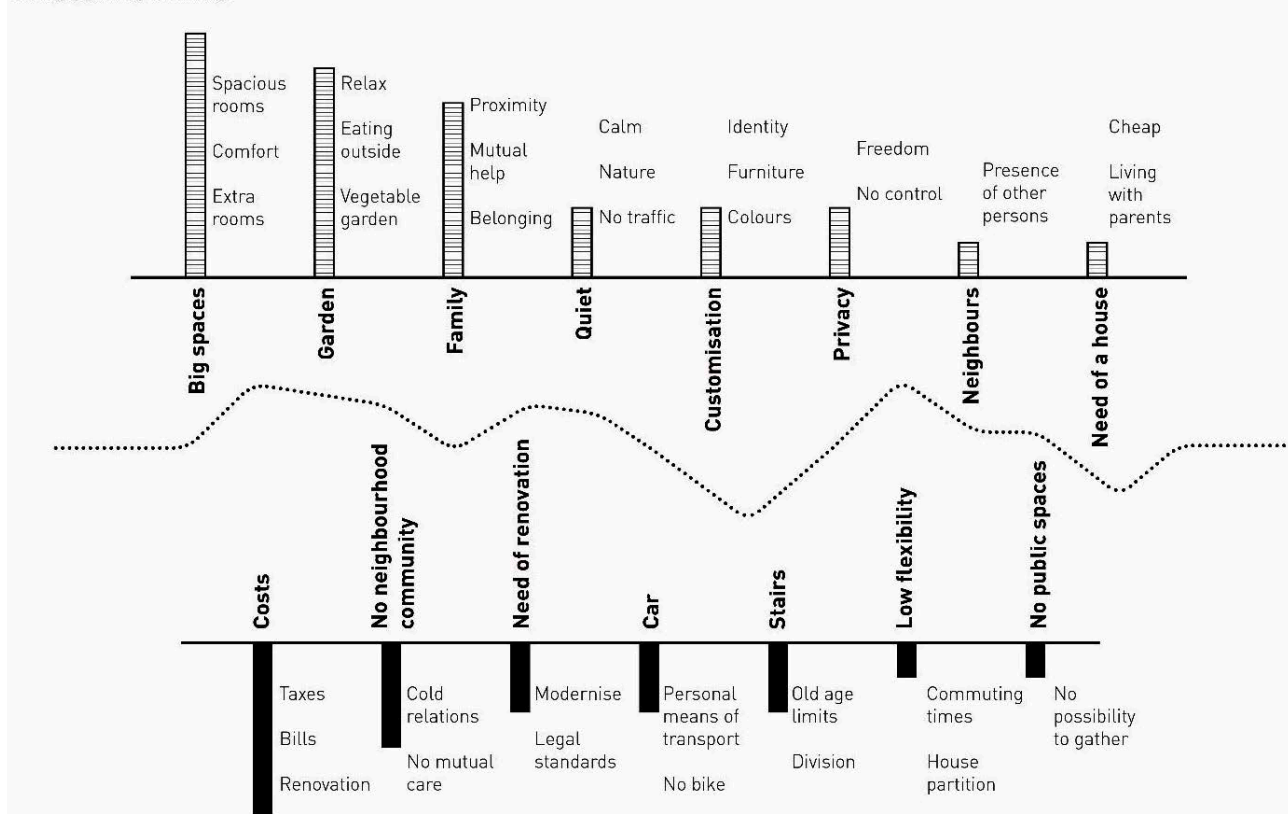 Spacious
rooms
Comfort
Extra
rooms
Relax
Eating
outside
Vegetable
garden
Proximity
Mutual
help
Belonging
Calm
Nature
No traffic
Identity
Furniture
Colours
Freedom
No control
Presence
of other
persons
Cheap
Living
with
parents
Big spaces
Garden
Family
Quiet
Customisation
Privacy
Neighbours
Need of a house
Costs
No neighbourhood
community
Need of renovation
Car
Stairs
Low flexibility
No public spaces
Taxes
Bills
Renovation
Cold
relations
No mutual
care
Modernise
Legal
standards
Personal
means of
transport
No bike
Old age
limits
Division
Commuting
times
House
partition
No
possibility
to gather